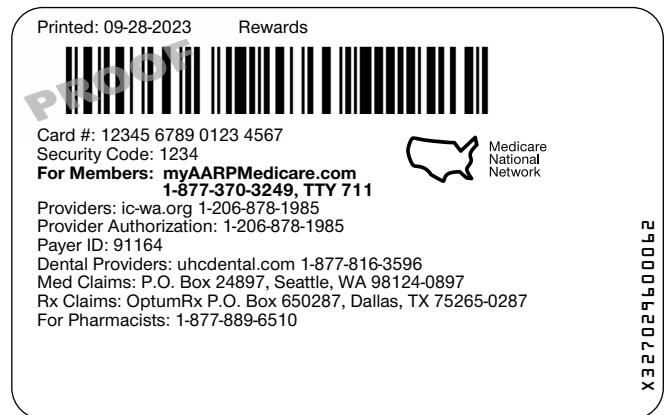 Printed: 09-28-2023 Rewards
PROOF
Card #: 12345 6789 0123 4567
Security Code: 1234
Medicare
National
Network
For Members: myAARPMedicare.com
1-877-370-3249, TTY 711
Providers: ic-wa.org 1-206-878-1985
Provider Authorization: 1-206-878-1985
Payer ID: 91164
Dental Providers: uhcdental.com 1-877-816-3596
Med Claims: P.O. Box 24897, Seattle, WA 98124-0897
Rx Claims: OptumRx P.O. Box 650287, Dallas, TX 75265-0287
For Pharmacists: 1-877-889-6510
X327029600062